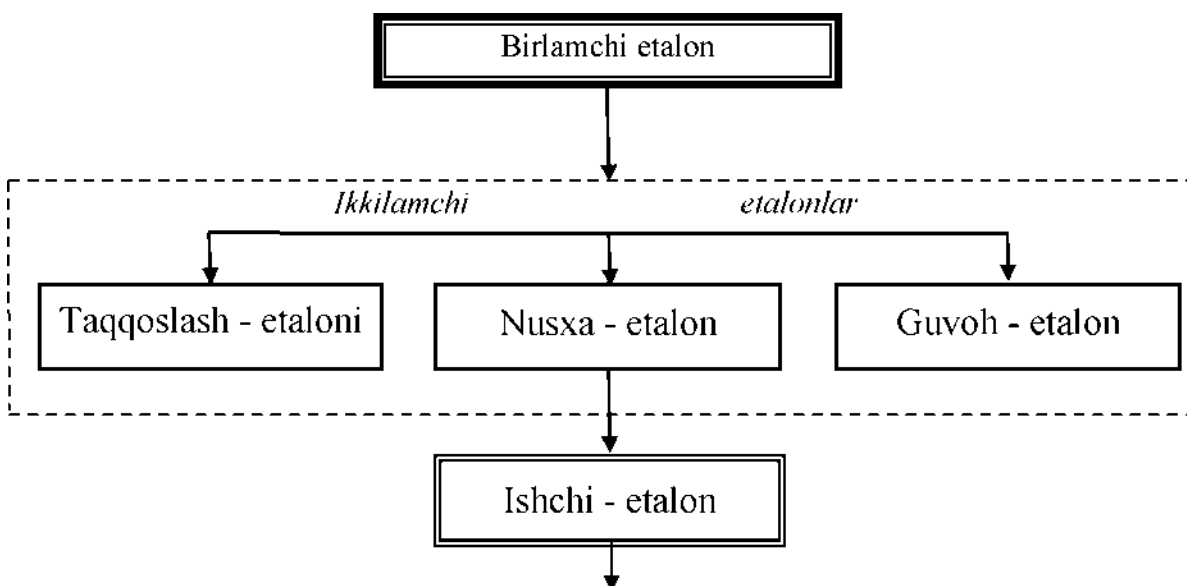 Birlamchi etalon
Ikkilamchi etalonlar
Taqqoslash - etaloni
Nusxa - etalon
Guvoh - etalon
Ishchi - etalon